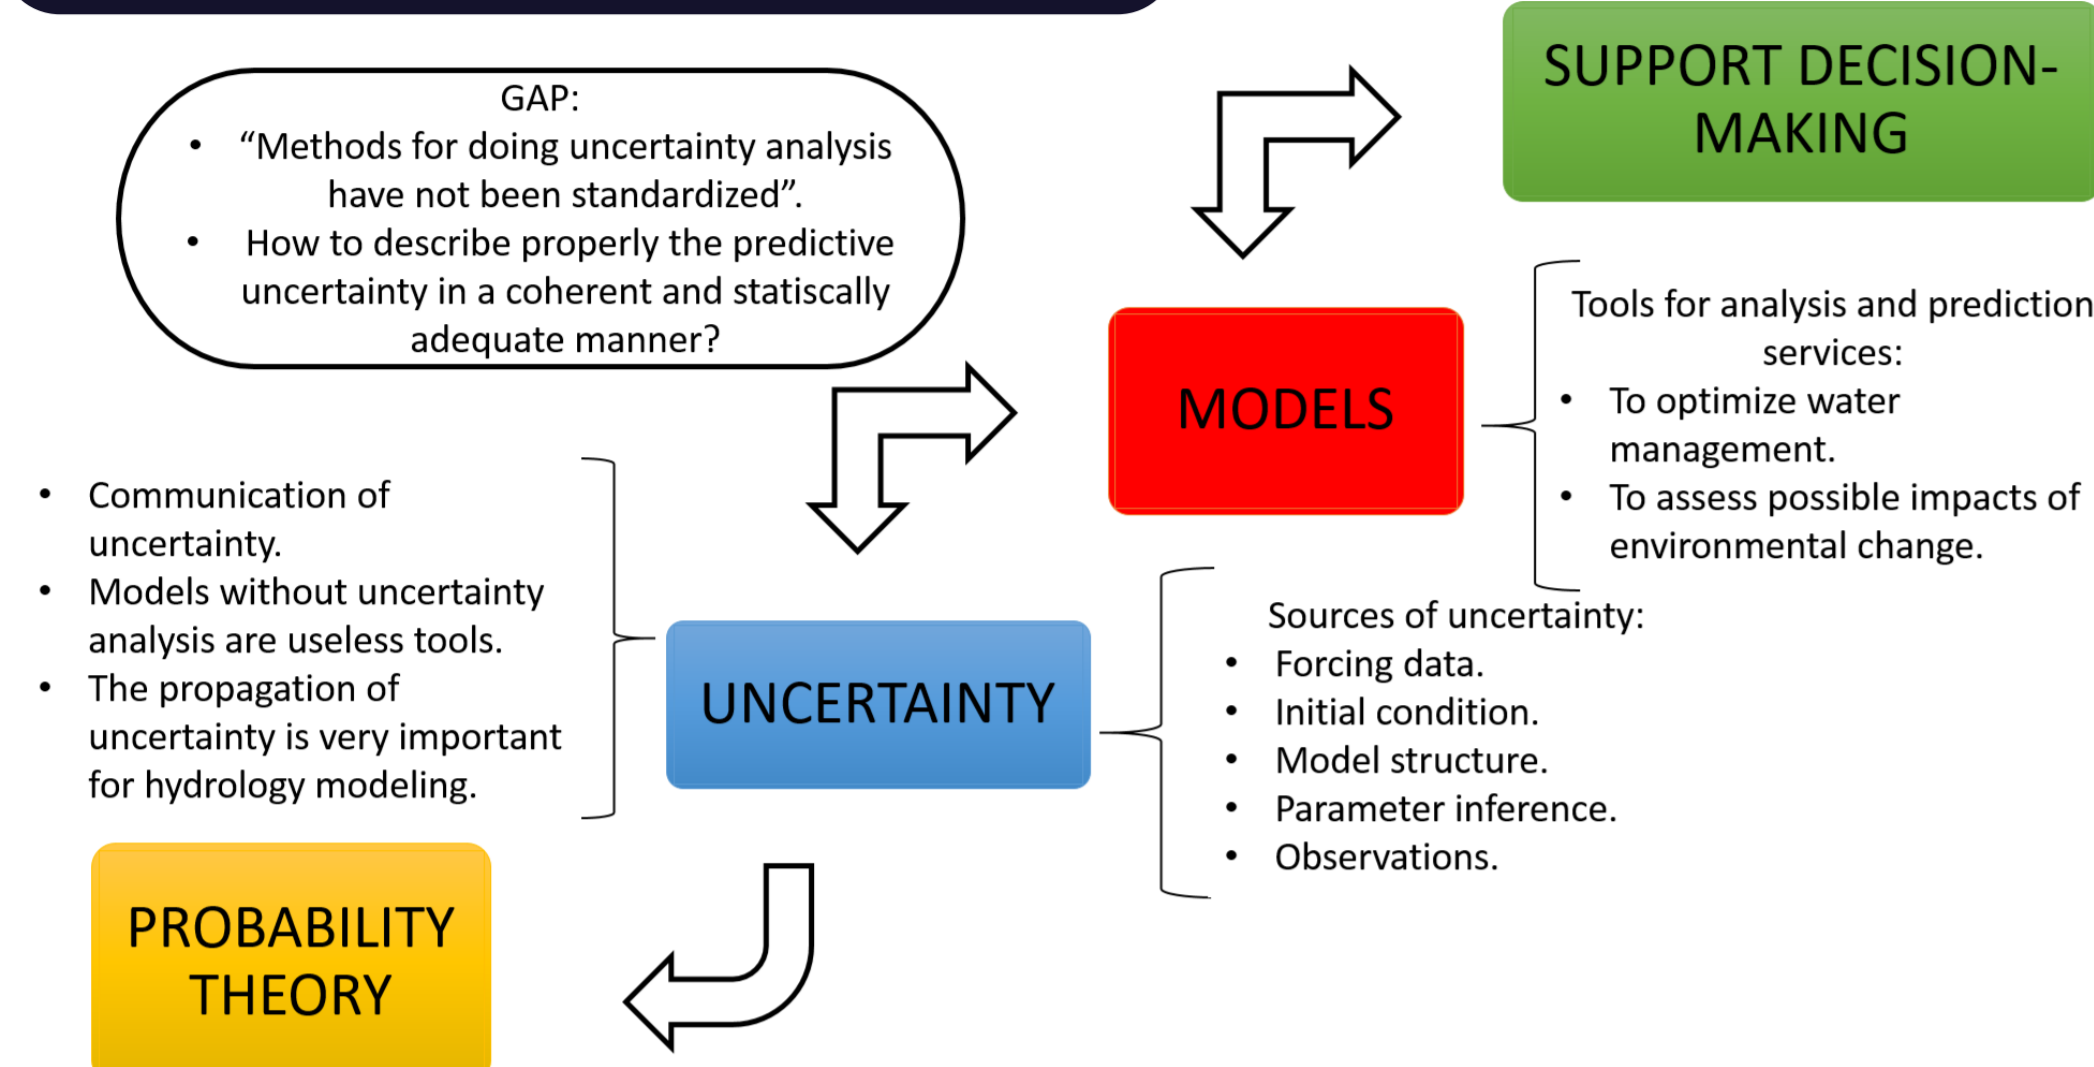 GAP:
• “Methods for doing uncertainty analysis
have not been standardized”.
• How to describe properly the predictive
uncertainty in a coherent and statiscally
adequate manner?
SUPPORT DECISION-
MAKING
MODELS
Tools for analysis and prediction
services:
• To optimize water
management.
• To assess possible impacts of
environmental change.
• Communication of
uncertainty.
• Models without uncertainty
analysis are useless tools.
• The propagation of
uncertainty is very important
for hydrology modeling.
UNCERTAINTY
Sources of uncertainty:
• Forcing data.
• Initial condition.
• Model structure.
• Parameter inference.
• Observations.
PROBABILITY
THEORY